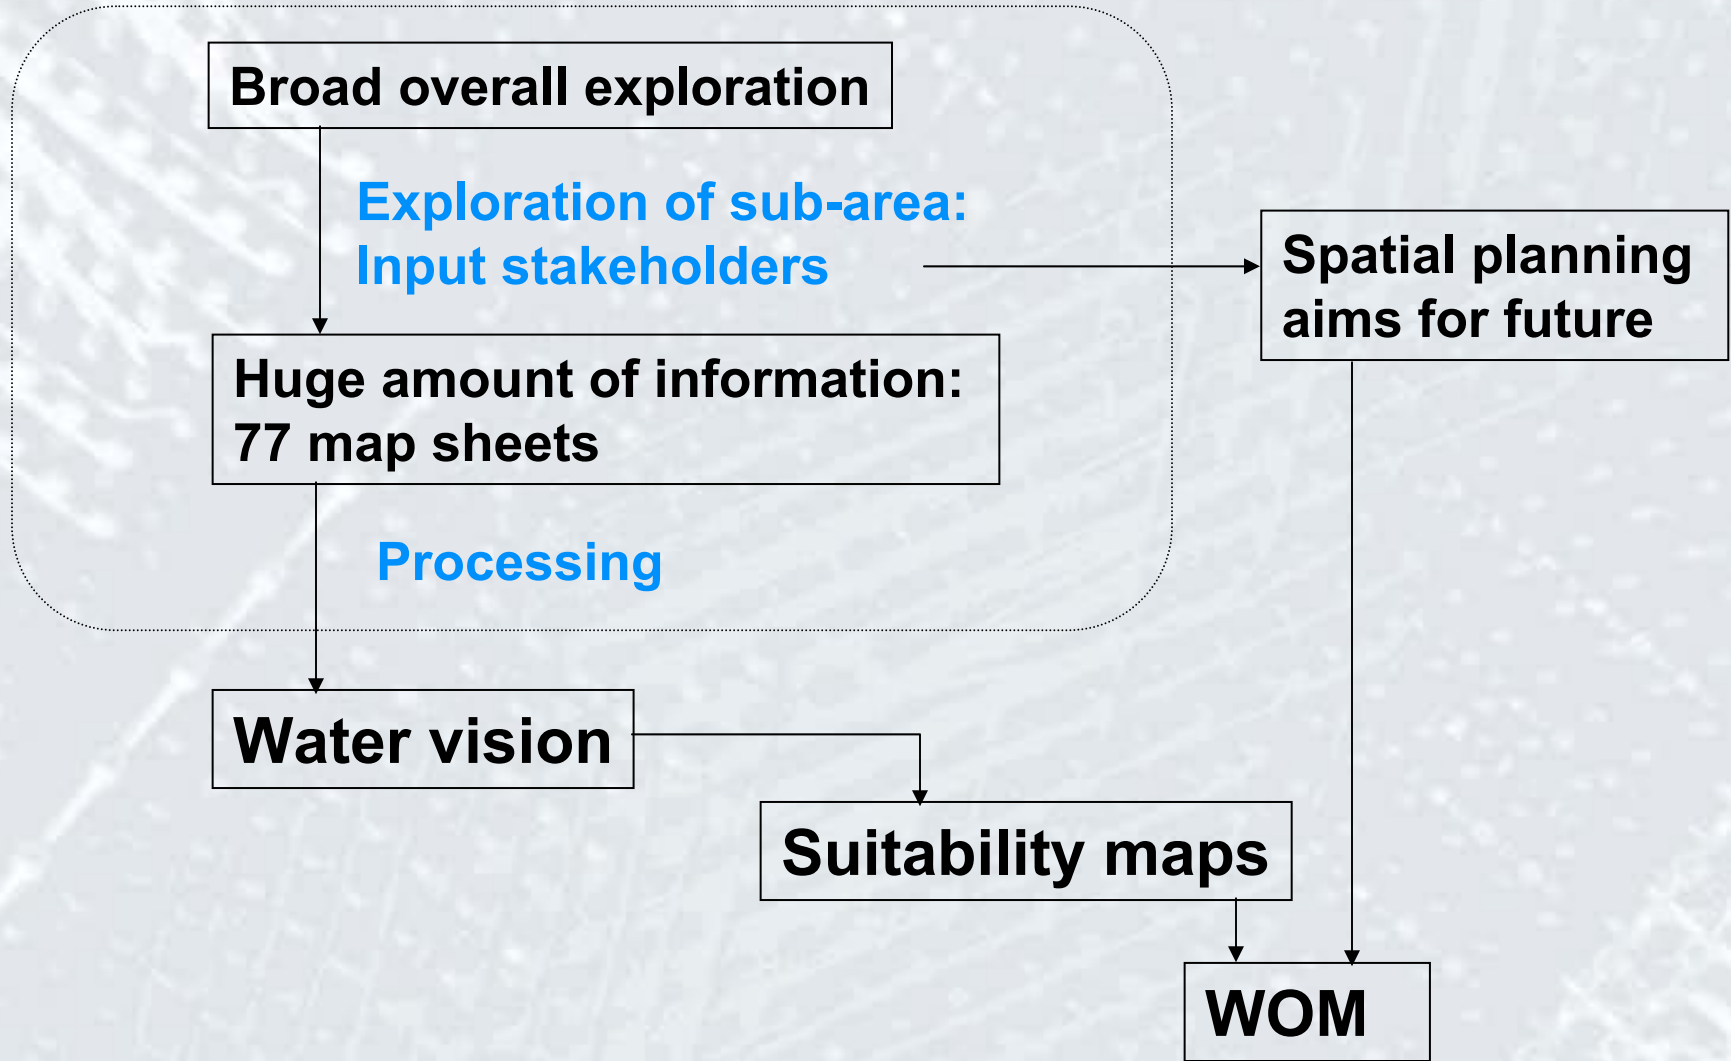 Broad overall exploration
Exploration of sub-area:
Input stakeholders
Spatial planning
aims for future
Huge amount of information:
77 map sheets
Processing
Water vision
Suitability maps
WOM